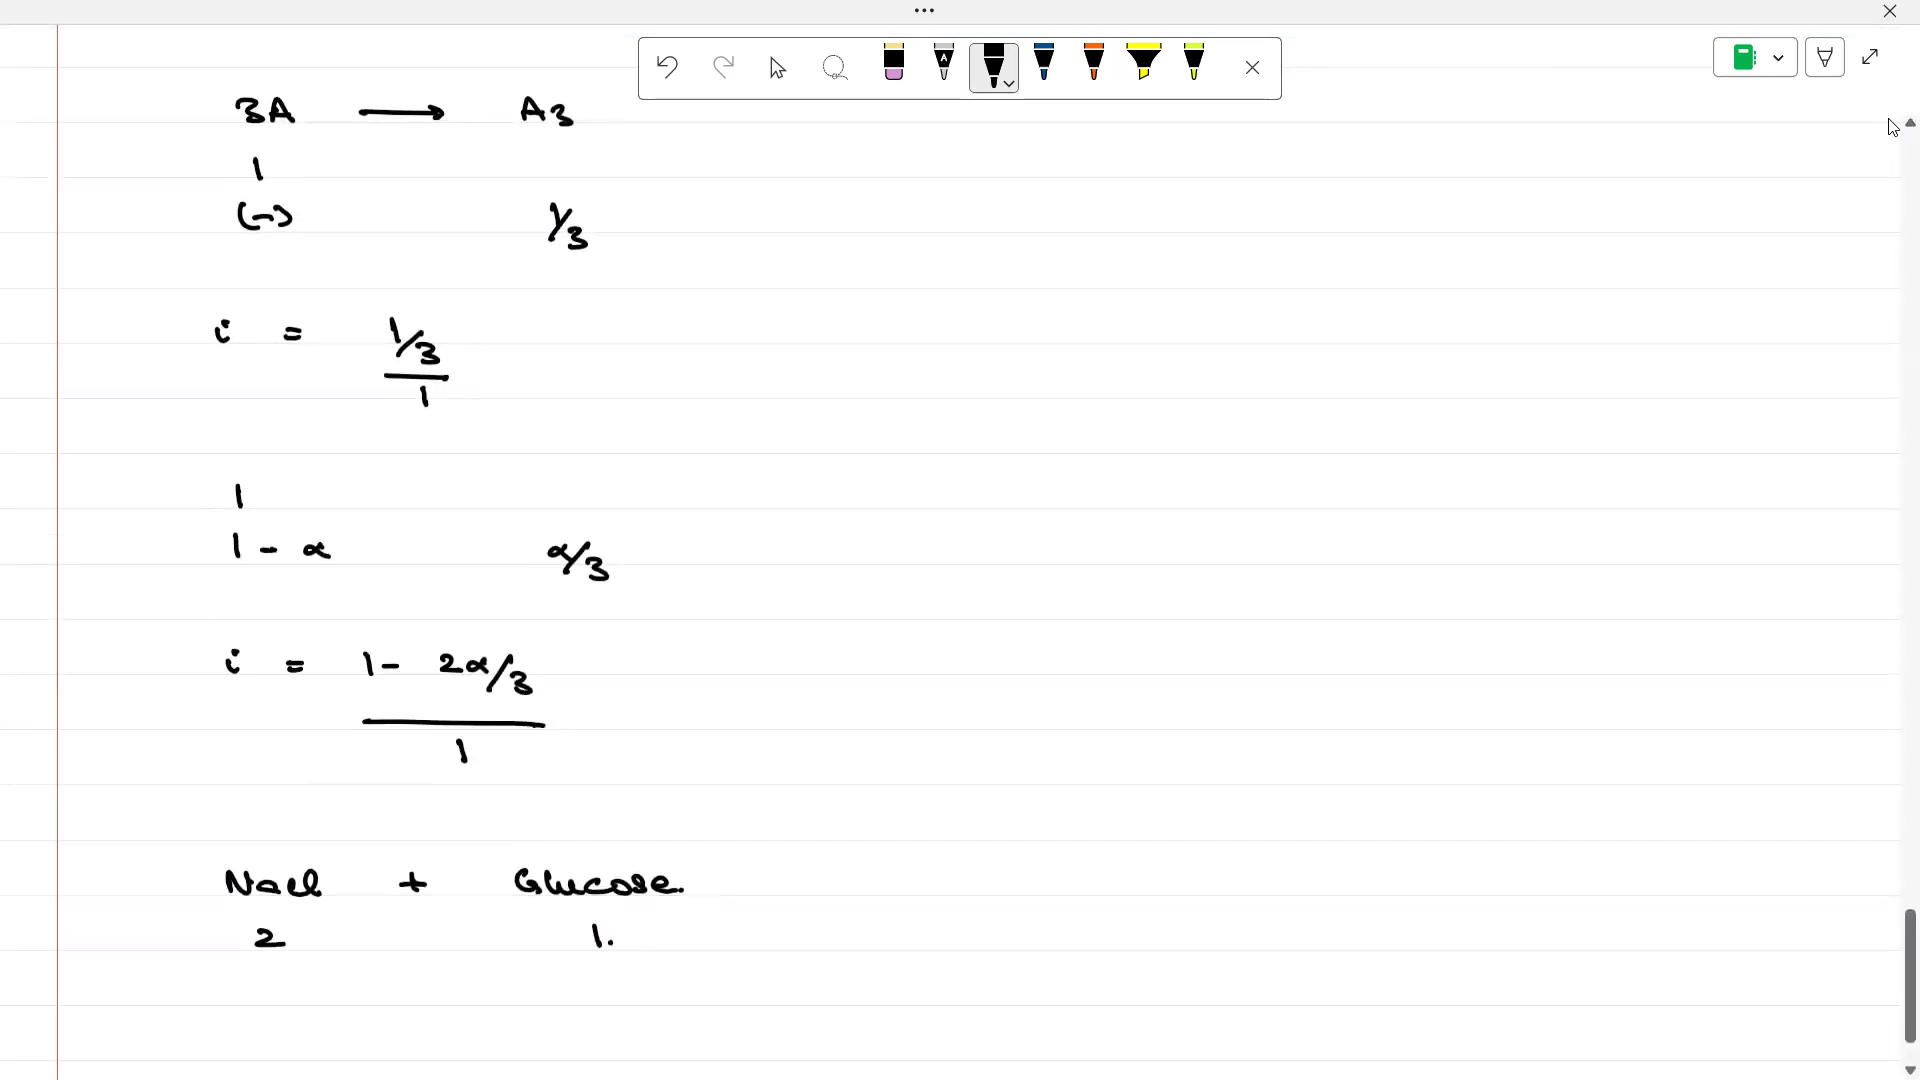 3A ⟶ A3
1
(-) 1/3
i = 1/3
1
1
1 - α α/3
i = 1 - 2α/3
1
NaCl + Glucose.
2 1.